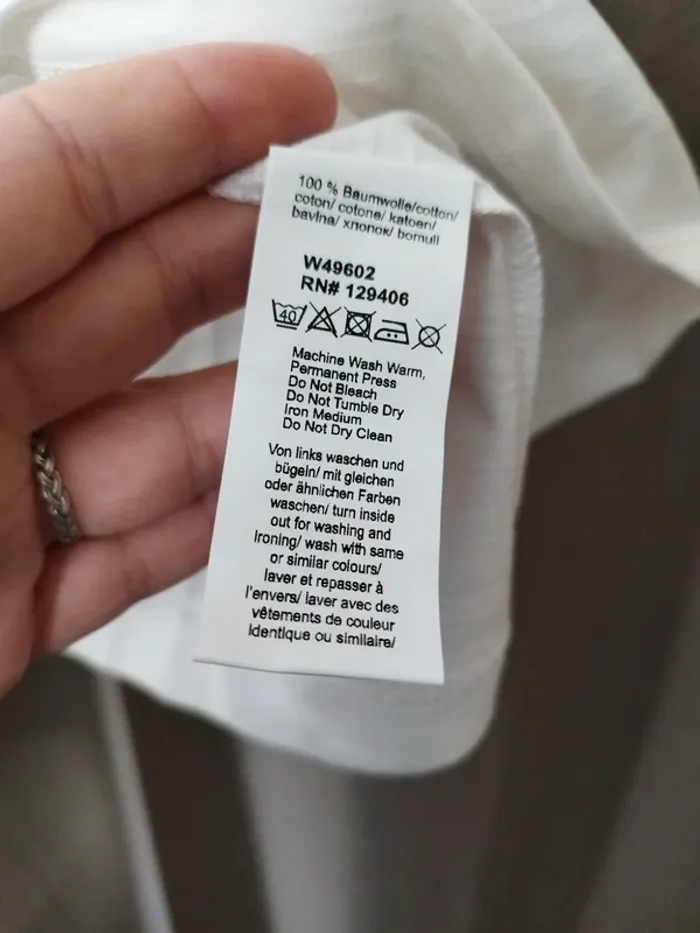 100 % Baumwolle/cotton/
coton/ cotone/ katoen/
bavlna/ хлопок/ bomull
W49602
RN# 129406
40
Machine Wash Warm,
Permanent Press
Do Not Bleach
Do Not Tumble Dry
Iron Medium
Do Not Dry Clean
Von links waschen und
bügeln/ mit gleichen
oder ähnlichen Farben
waschen/ turn inside
out for washing and
ironing/ wash with same
or similar colours/
laver et repasser à
l'envers/ laver avec des
vêtements de couleur
identique ou similaire/